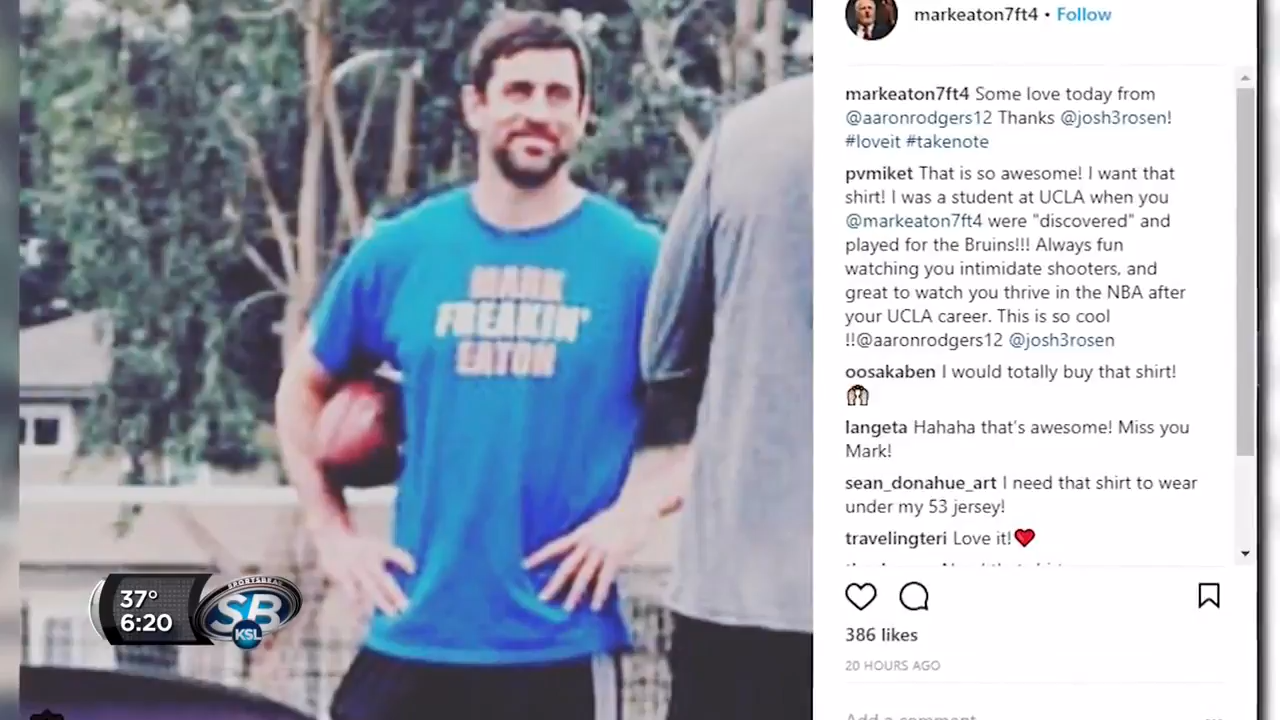 markeaton7ft4 • Follow
markeaton7ft4 Some love today from
@aaronrodgers12 Thanks @josh3rosen!
#loveit #takenote
pvmiket That is so awesome! I want that
shirt! I was a student at UCLA when you
@markeaton7ft4 were "discovered" and
played for the Bruins!!! Always fun
watching you intimidate shooters, and
great to watch you thrive in the NBA after
your UCLA career. This is so cool
!!@aaronrodgers12 @josh3rosen
oosakaben I would totally buy that shirt!
🙌
langeta Hahaha that's awesome! Miss you
Mark!
sean_donahue_art I need that shirt to wear
under my 53 jersey!
travelingteri Love it!❤️
386 likes
20 HOURS AGO
Add a comment
MARK
FREAKIN'
EATON
37°
6:20
SPORTSBEAT
SB
KSL